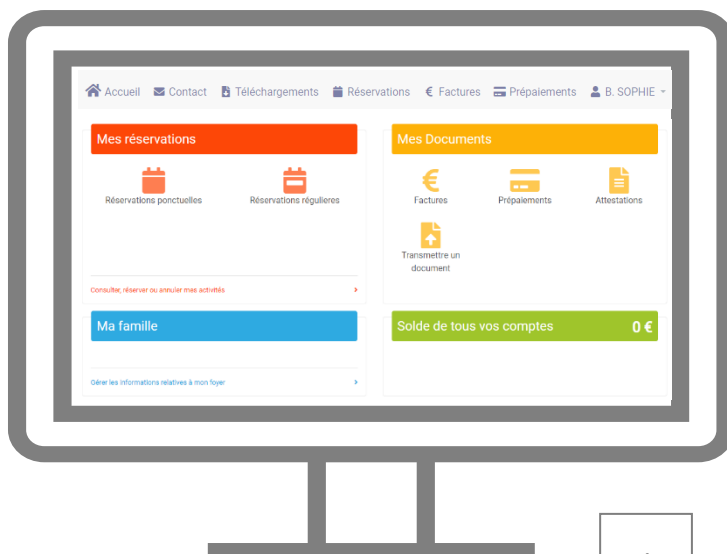 Accueil Contact Téléchargements Réservations € Factures Prépaiements B. SOPHIE
Mes réservations
Réservations ponctuelles Réservations régulieres
Consulter, réserver ou annuler mes activités
Mes Documents
€
Factures Prépaiements Attestations
Transmettre un
document
Ma famille
Gérer les informations relatives à mon foyer
Solde de tous vos comptes 0 €